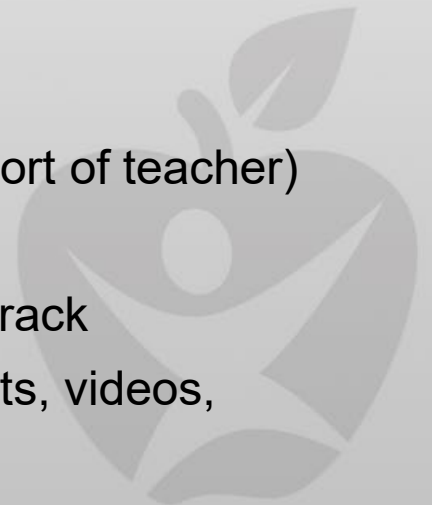 ort of teacher)
rack
ts, videos,